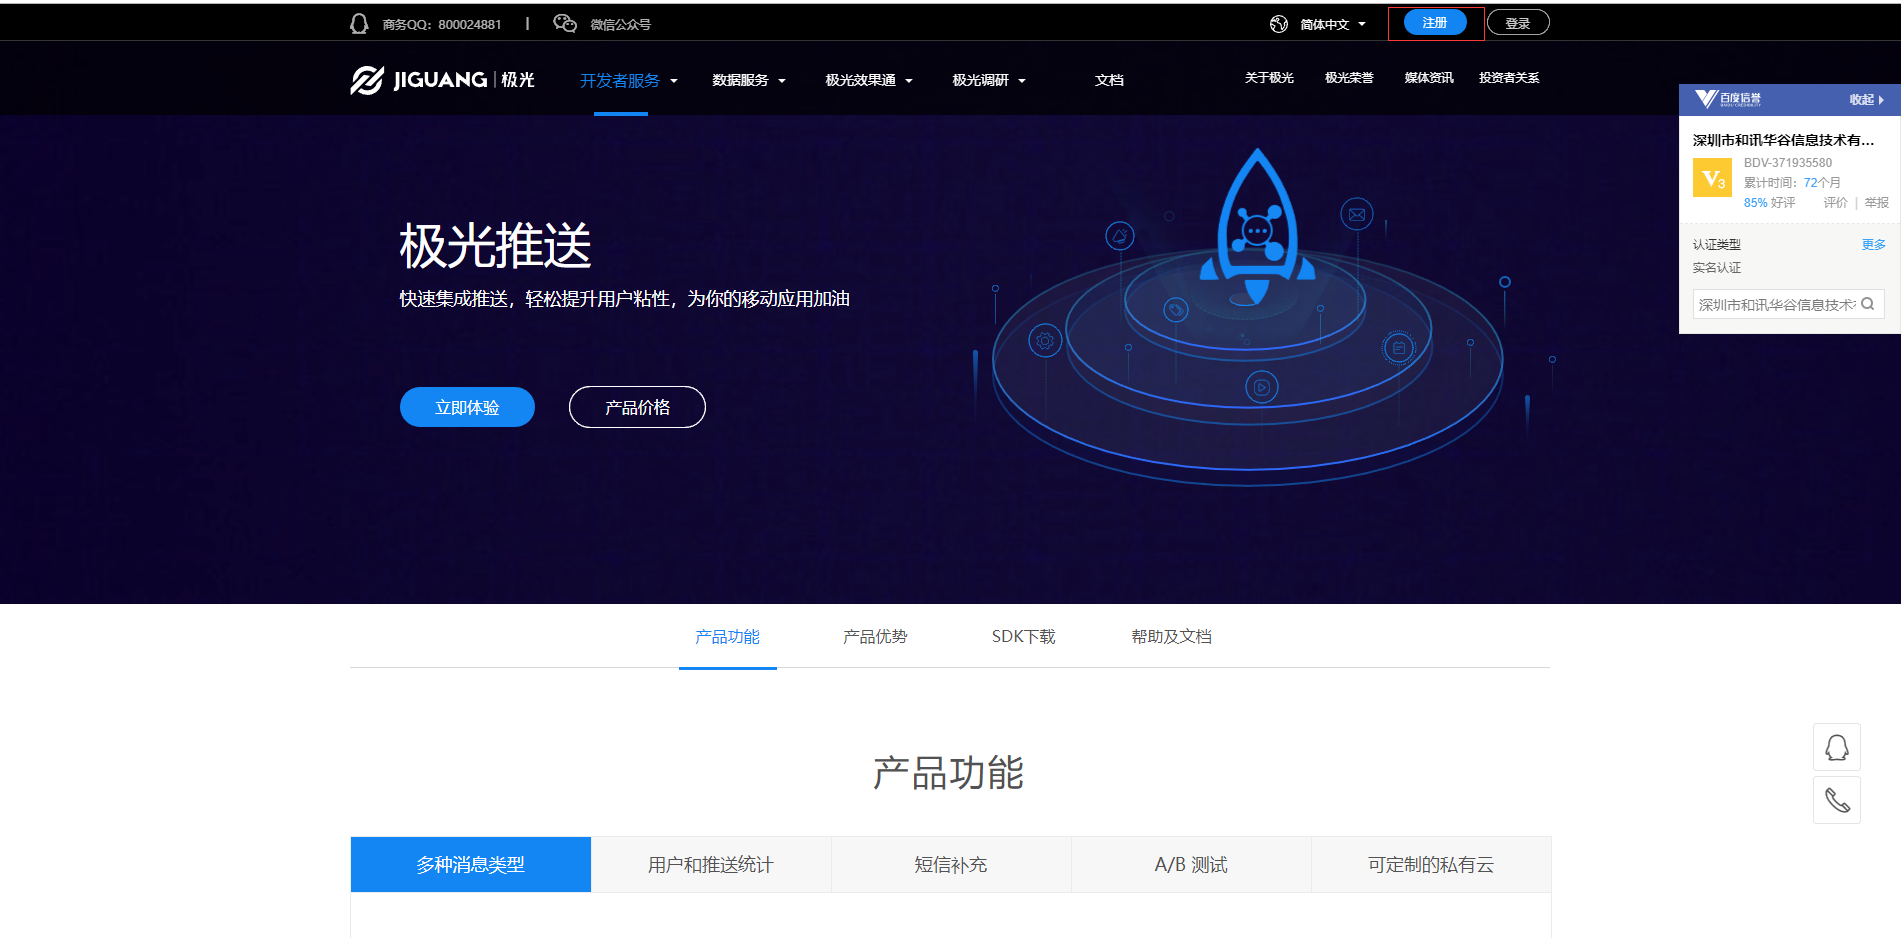 商务QQ：800024881 | 微信公众号 简体中文 注册 登录
JIGUANG | 极光 开发者服务 数据服务 极光效果通 极光调研 文档 关于极光 极光荣誉 媒体资讯 投资者关系
百度信誉 收起
深圳市和讯华谷信息技术有...
V3 BDV-371935580
累计时间：72个月
85% 好评 评价 | 举报
认证类型 更多
实名认证
深圳市和讯华谷信息技术
极光推送
快速集成推送，轻松提升用户粘性，为你的移动应用加油
立即体验 产品价格
产品功能 产品优势 SDK下载 帮助及文档
产品功能
多种消息类型 用户和推送统计 短信补充 A/B 测试 可定制的私有云